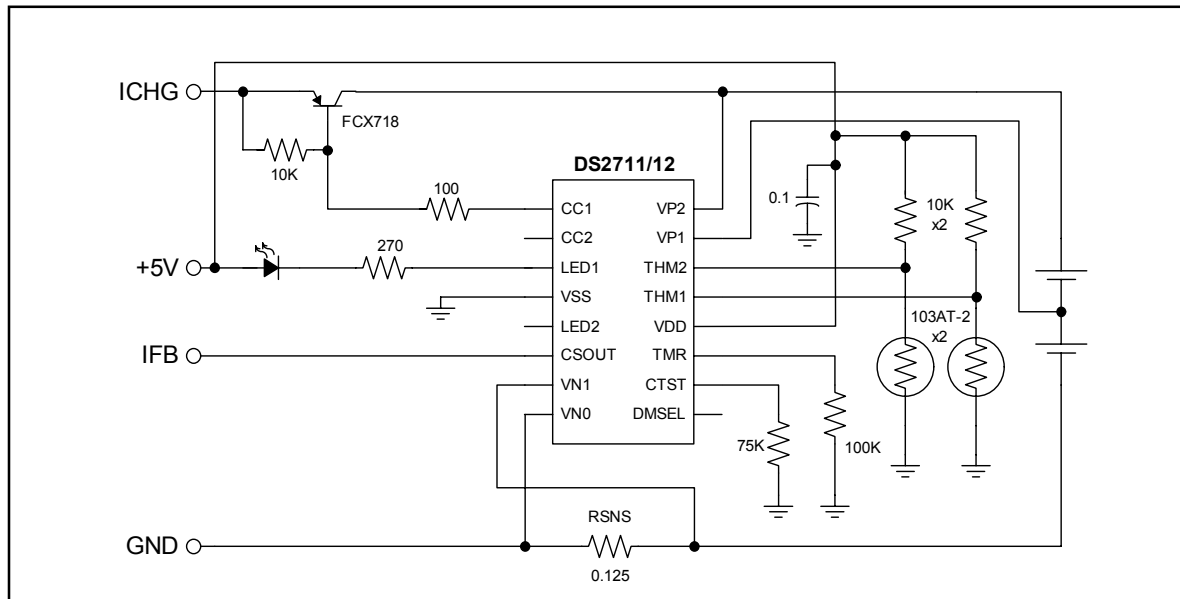 ICHG
FCX718
10K
DS2711/12
100
0.1
10K
x2
CC1
VP2
CC2
VP1
+5V
270
LED1
THM2
VSS
THM1
LED2
VDD
103AT-2
x2
IFB
CSOUT
TMR
VN1
CTST
VN0
DMSEL
75K
100K
RSNS
GND
0.125